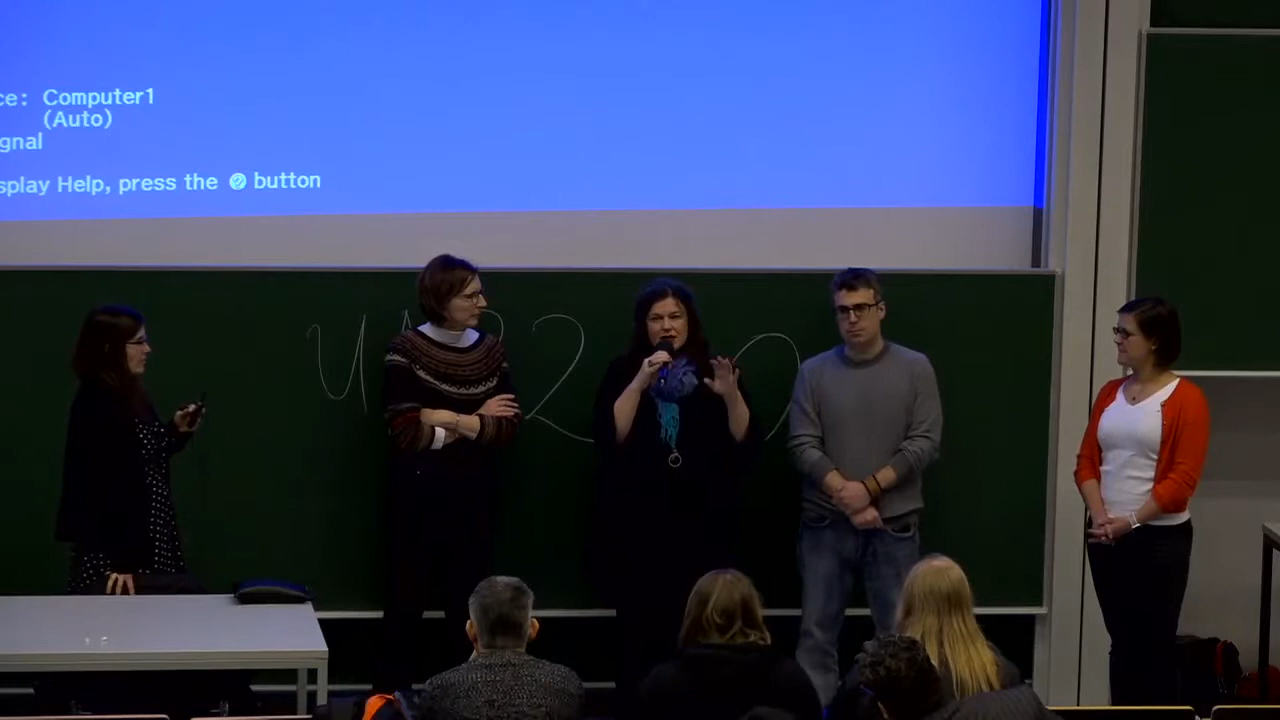 ce: Computer1
(Auto)
gnal
splay Help, press the ? button